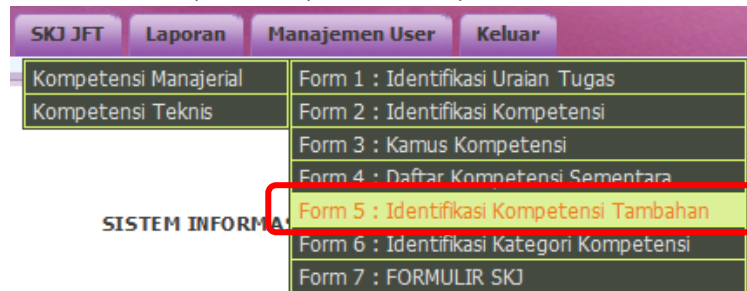 SKJ JFT Laporan Manajemen User Keluar
Kompetensi Manajerial Form 1 : Identifikasi Uraian Tugas
Kompetensi Teknis Form 2 : Identifikasi Kompetensi
Form 3 : Kamus Kompetensi
Form 4 : Daftar Kompetensi Sementara
SISTEM INFORMAS Form 5 : Identifikasi Kompetensi Tambahan
Form 6 : Identifikasi Kategori Kompetensi
Form 7 : FORMULIR SKJ